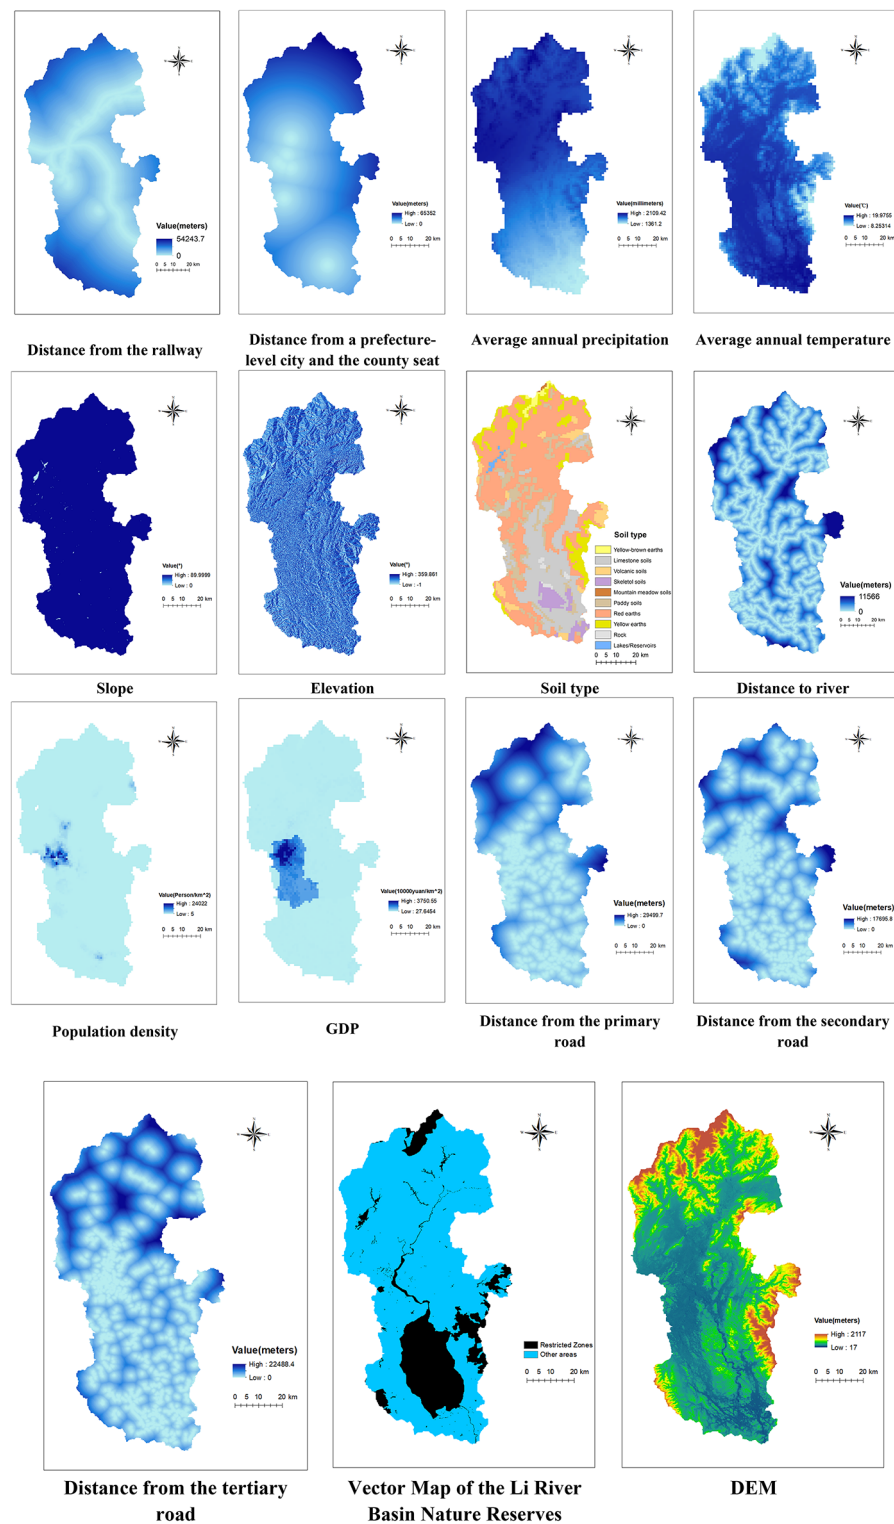 Value(meters)
54243.7
0
0 5 10 20 km
Value(meters)
High : 65352
Low : 0
0 5 10 20 km
Value(millimeters)
High : 2109.42
Low : 1361.2
0 5 10 20 km
Value(℃)
High : 19.9755
Low : 8.25314
0 5 10 20 km
Distance from the rallway
Distance from a prefecture-
level city and the county seat
Average annual precipitation
Average annual temperature
Value(°)
High : 89.9999
Low : 0
0 5 10 20 km
Value(°)
High : 359.861
Low : -1
0 5 10 20 km
Soil type
Yellow-brown earths
Limestone soils
Volcanic soils
Skeletol soils
Mountain meadow soils
Paddy soils
Red earths
Yellow earths
Rock
Lakes/Reservoirs
0 5 10 20 km
Value(meters)
11566
0
0 5 10 20 km
Slope
Elevation
Soil type
Distance to river
Value(Person/km^2)
High : 24022
Low : 5
0 5 10 20 km
Value(10000yuan/km^2)
High : 3750.55
Low : 27.6454
0 5 10 20 km
Value(meters)
High : 29499.7
Low : 0
0 5 10 20 km
Value(meters)
High : 17695.8
Low : 0
0 5 10 20 km
Population density
GDP
Distance from the primary
road
Distance from the secondary
road
Value(meters)
High : 22488.4
Low : 0
0 5 10 20 km
Restricted Zones
Other areas
0 5 10 20 km
Value(meters)
High : 2117
Low : 17
0 5 10 20 km
Distance from the tertiary
road
Vector Map of the Li River
Basin Nature Reserves
DEM